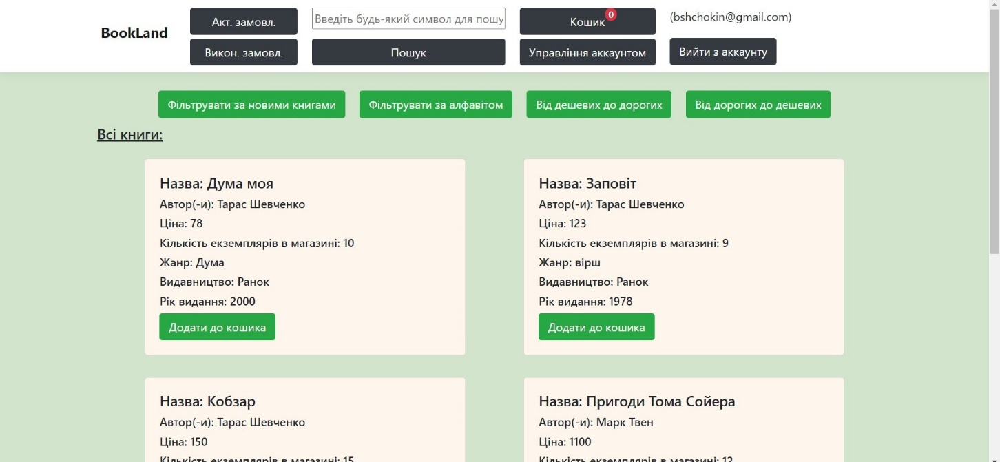 BookLand
Акт. замовл.
Викон. замовл.
Введіть будь-який символ для пошу
Пошук
Кошик 0
Управління аккаунтом
(bshchokin@gmail.com)
Вийти з аккаунту
Фільтрувати за новими книгами
Фільтрувати за алфавітом
Від дешевих до дорогих
Від дорогих до дешевих
Всі книги:
Назва: Дума моя
Автор(-и): Тарас Шевченко
Ціна: 78
Кількість екземплярів в магазині: 10
Жанр: Дума
Видавництво: Ранок
Рік видання: 2000
Додати до кошика
Назва: Заповіт
Автор(-и): Тарас Шевченко
Ціна: 123
Кількість екземплярів в магазині: 9
Жанр: вірш
Видавництво: Ранок
Рік видання: 1978
Додати до кошика
Назва: Кобзар
Автор(-и): Тарас Шевченко
Ціна: 150
Кількість екземплярів в магазині: 15
Назва: Пригоди Тома Сойера
Автор(-и): Марк Твен
Ціна: 1100
Кількість екземплярів в магазині: 12